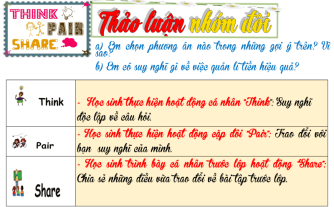 THINK
PAIR
SHARE
Thảo luận nhóm đôi
a) Em chọn phương án nào trong những gợi ý trên? Vì
sao?
b) Em có suy nghĩ gì về việc quản lí tiền hiệu quả?
Think
- Học sinh thực hiện hoạt động cá nhân "Think": Suy nghĩ
độc lập về câu hỏi.
Pair
- Học sinh thực hiện hoạt động cặp đôi "Pair": Trao đổi với
bạn suy nghĩ của mình.
Share
- Học sinh trình bày cá nhân trước lớp hoạt động "Share":
Chia sẻ những điều vừa trao đổi về bài tập trước lớp.